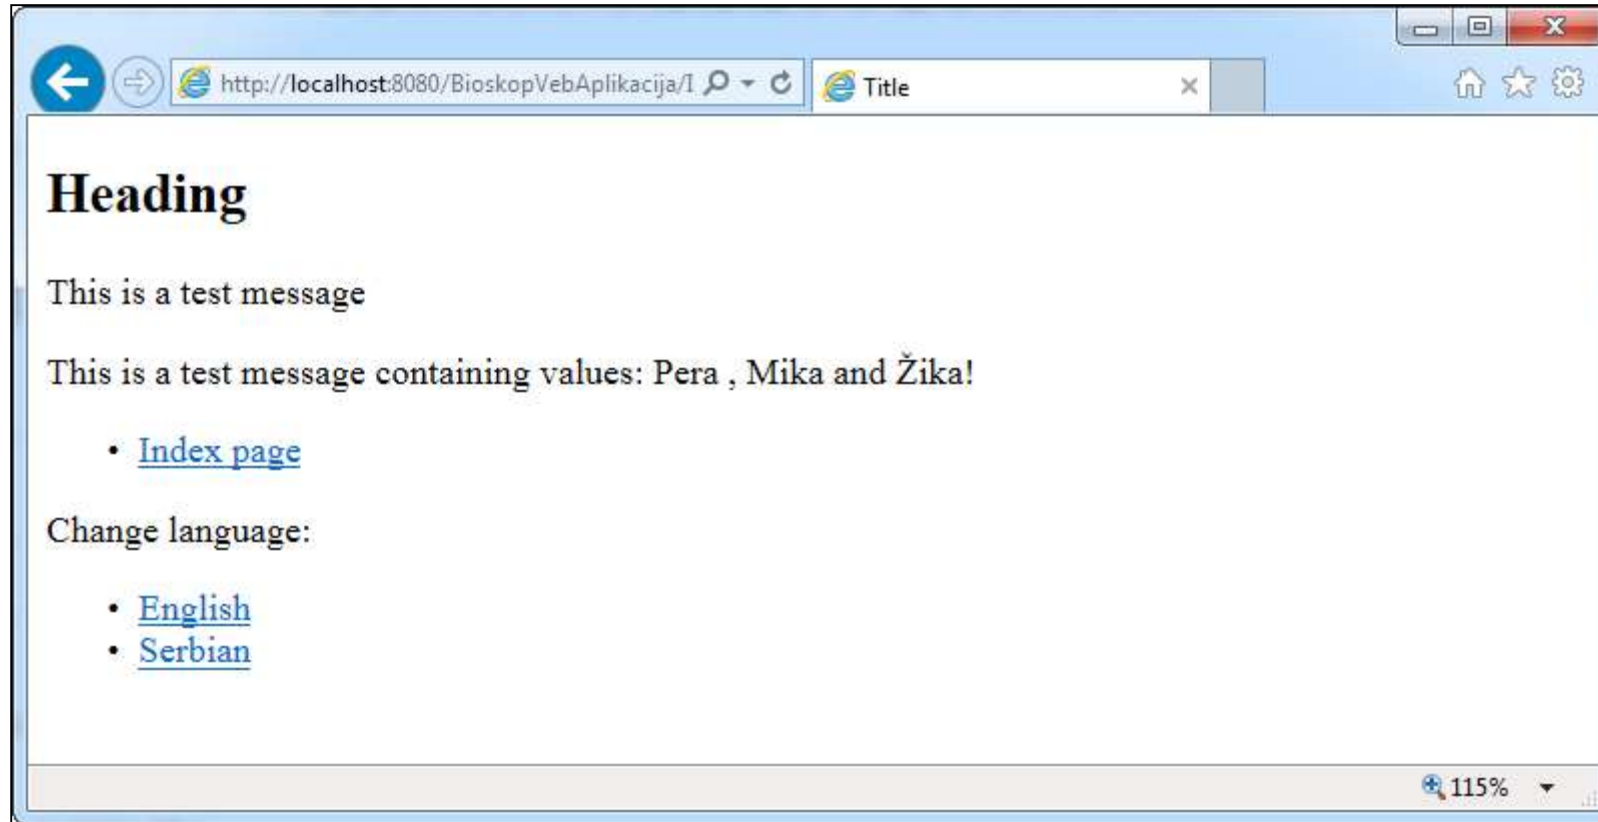 http://localhost:8080/BioskopVebAplikacija/I
Title
Heading
This is a test message
This is a test message containing values: Pera , Mika and Žika!
• Index page
Change language:
• English
• Serbian
115%